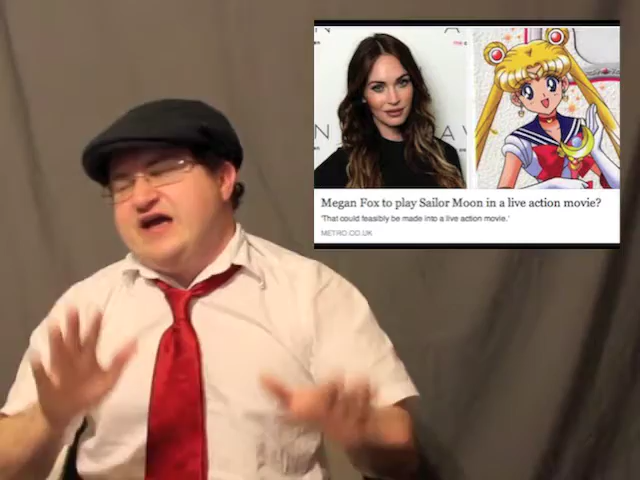 Megan Fox to play Sailor Moon in a live action movie?
'That could feasibly be made into a live action movie.'
METRO.CO.UK